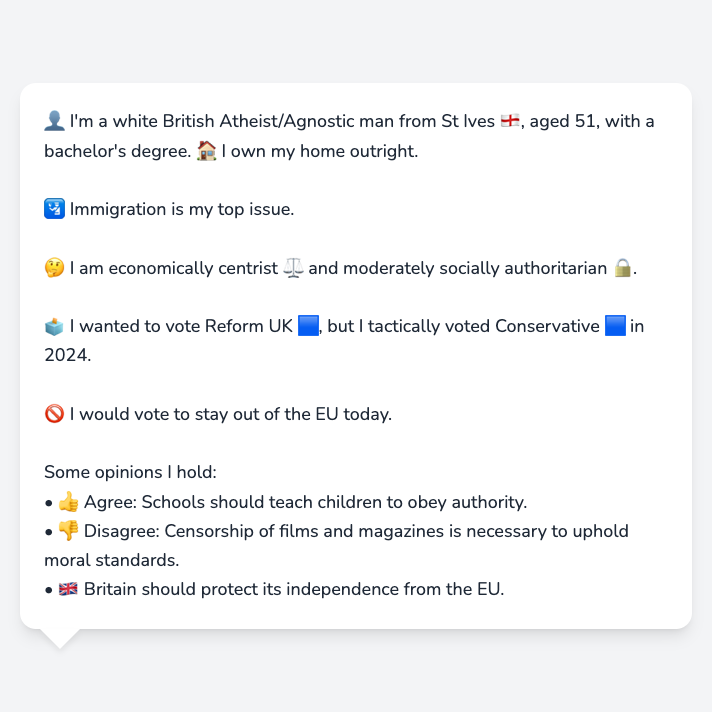 👤 I'm a white British Atheist/Agnostic man from St Ives 🏴󠁧󠁢󠁥󠁮󠁧󠁿, aged 51, with a
bachelor's degree. 🏠 I own my home outright.
🛂 Immigration is my top issue.
🤔 I am economically centrist ⚖️ and moderately socially authoritarian 🔒.
🗳️ I wanted to vote Reform UK 🟦, but I tactically voted Conservative 🟦 in
2024.
🚫 I would vote to stay out of the EU today.
Some opinions I hold:
• 👍 Agree: Schools should teach children to obey authority.
• 👎 Disagree: Censorship of films and magazines is necessary to uphold
moral standards.
• 🇬🇧 Britain should protect its independence from the EU.